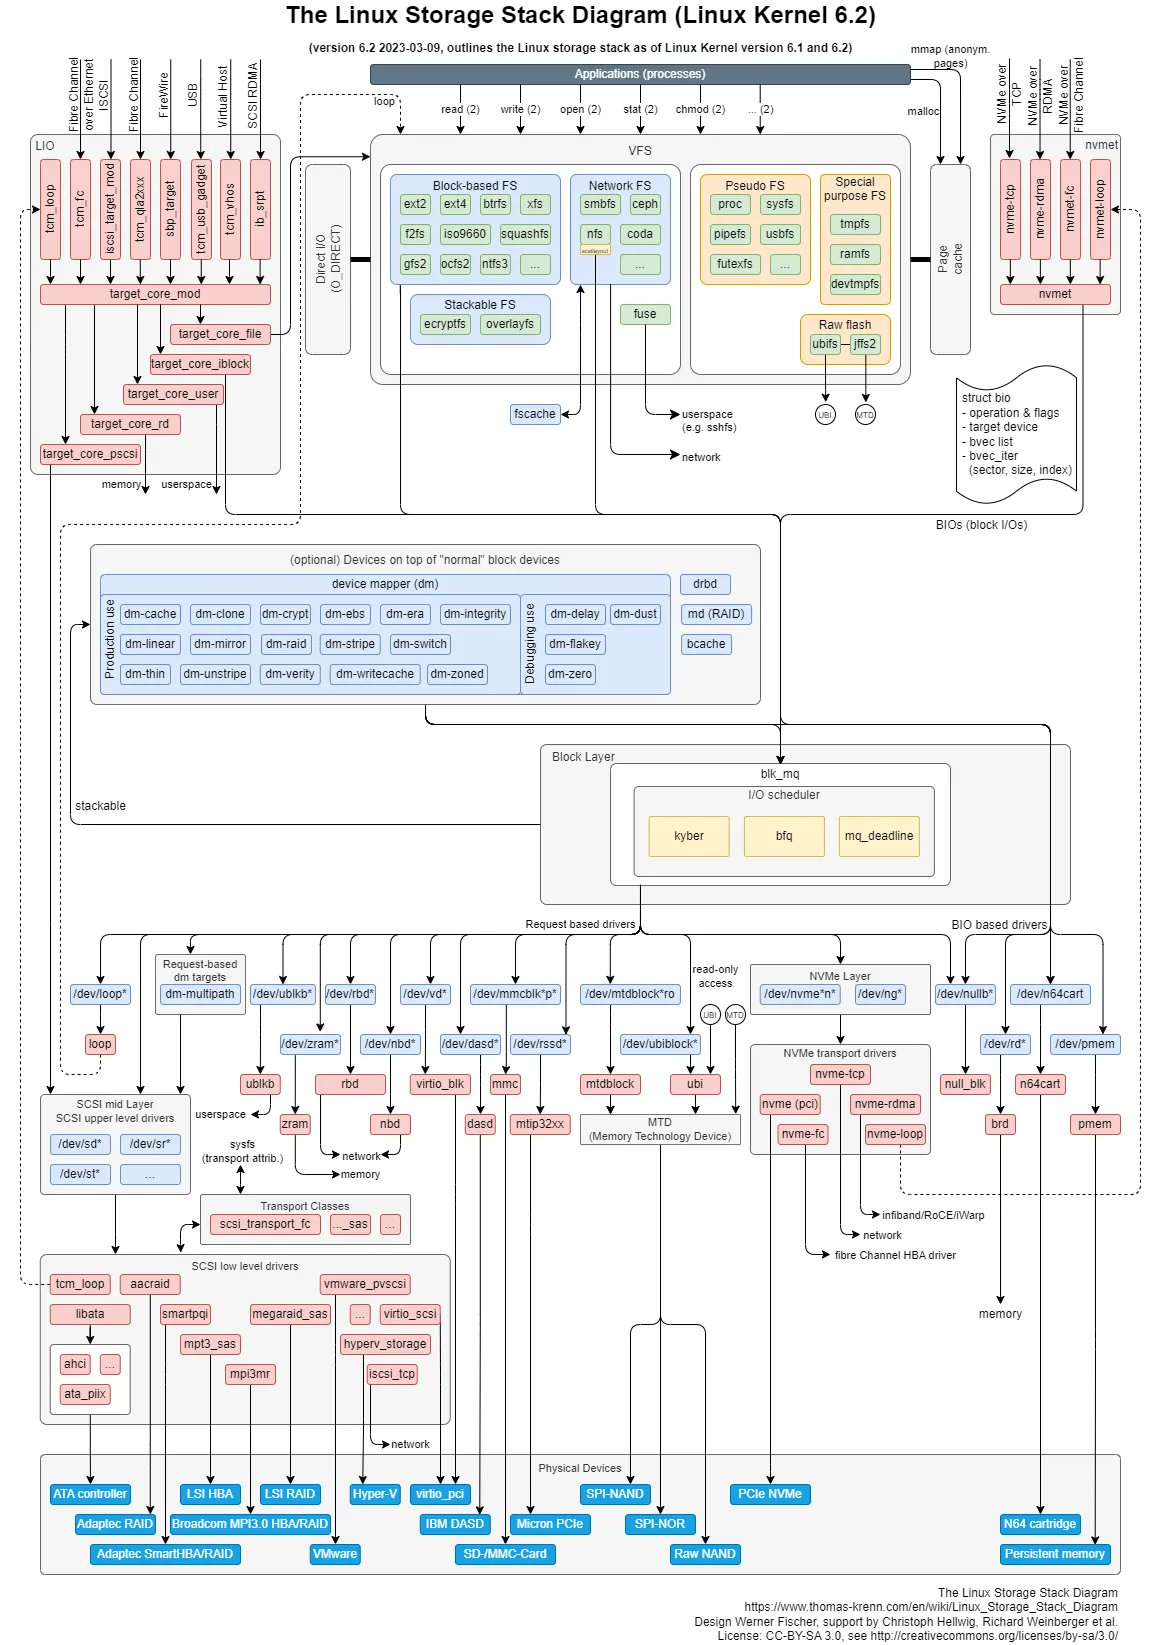 The Linux Storage Stack Diagram (Linux Kernel 6.2)
(version 6.2 2023-03-09, outlines the Linux storage stack as of Linux Kernel version 6.1 and 6.2)
mmap (anonym.
pages)
Applications (processes)
malloc
loop
read (2)
write (2)
open (2)
stat (2)
chmod (2)
... (2)
Fibre Channel
over Ethernet
ISCSI
Fibre Channel
FireWire
USB
Virtual Host
SCSI RDMA
NVMe over
TCP
NVMe over
RDMA
NVMe over
Fibre Channel
LIO
tcm_loop
tcm_fc
iscsi_target_mod
tcm_qla2xxx
sbp_target
tcm_usb_gadget
tcm_vhos
ib_srpt
target_core_mod
target_core_file
target_core_iblock
target_core_user
target_core_rd
target_core_pscsi
memory
userspace
Direct I/O
(O_DIRECT)
VFS
Block-based FS
ext2
ext4
btrfs
xfs
f2fs
iso9660
squashfs
gfs2
ocfs2
ntfs3
...
Stackable FS
ecryptfs
overlayfs
Network FS
smbfs
ceph
nfs
coda
...
fuse
Pseudo FS
proc
sysfs
pipefs
usbfs
futexfs
...
Special
purpose FS
tmpfs
ramfs
devtmpfs
Raw flash
ubifs
jffs2
UBI
MTD
Page
cache
nvmet
nvme-tcp
nvme-rdma
nvmet-fc
nvmet-loop
nvmet
fscache
userspace
(e.g. sshfs)
network
struct bio
- operation & flags
- target device
- bvec list
- bvec_iter
(sector, size, index)
BIOs (block I/Os)
(optional) Devices on top of "normal" block devices
device mapper (dm)
Production use
dm-cache
dm-clone
dm-crypt
dm-ebs
dm-era
dm-integrity
dm-linear
dm-mirror
dm-raid
dm-stripe
dm-switch
dm-thin
dm-unstripe
dm-verity
dm-writecache
dm-zoned
Debugging use
dm-delay
dm-dust
dm-flakey
dm-zero
drbd
md (RAID)
bcache
stackable
Block Layer
blk_mq
I/O scheduler
kyber
bfq
mq_deadline
Request based drivers
BIO based drivers
Request-based
dm targets
dm-multipath
/dev/loop*
loop
/dev/ublkb*
/dev/rbd*
/dev/vd*
/dev/mmcblk*p*
/dev/mtdblock*ro
read-only
access
UBI
MTD
NVMe Layer
/dev/nvme*n*
/dev/ng*
/dev/nullb*
/dev/n64cart
/dev/zram*
/dev/nbd*
/dev/dasd*
/dev/rssd*
/dev/ubiblock*
/dev/rd*
/dev/pmem
ublkb
rbd
virtio_blk
mmc
mtdblock
ubi
null_blk
n64cart
userspace
zram
nbd
dasd
mtip32xx
brd
pmem
network
memory
MTD
(Memory Technology Device)
NVMe transport drivers
nvme-tcp
nvme (pci)
nvme-rdma
nvme-fc
nvme-loop
infiband/RoCE/iWarp
network
fibre Channel HBA driver
memory
SCSI mid Layer
SCSI upper level drivers
/dev/sd*
/dev/sr*
/dev/st*
...
sysfs
(transport attrib.)
Transport Classes
scsi_transport_fc
..._sas
...
SCSI low level drivers
tcm_loop
aacraid
vmware_pvscsi
libata
smartpqi
megaraid_sas
...
virtio_scsi
mpt3_sas
hyperv_storage
ahci
...
mpi3mr
iscsi_tcp
ata_piix
network
Physical Devices
ATA controller
LSI HBA
LSI RAID
Hyper-V
virtio_pci
SPI-NAND
PCIe NVMe
Adaptec RAID
Broadcom MPI3.0 HBA/RAID
IBM DASD
Micron PCIe
SPI-NOR
N64 cartridge
Adaptec SmartHBA/RAID
VMware
SD-/MMC-Card
Raw NAND
Persistent memory
The Linux Storage Stack Diagram
https://www.thomas-krenn.com/en/wiki/Linux_Storage_Stack_Diagram
Design Werner Fischer, support by Christoph Hellwig, Richard Weinberger et al.
License: CC-BY-SA 3.0, see http://creativecommons.org/licenses/by-sa/3.0/